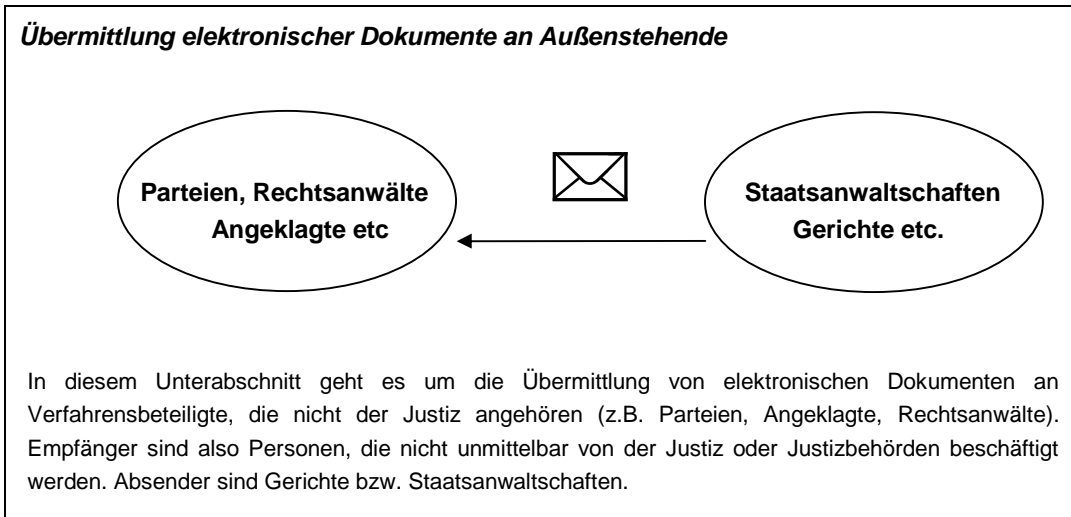 Übermittlung elektronischer Dokumente an Außenstehende
Parteien, Rechtsanwälte
Angeklagte etc
Staatsanwaltschaften
Gerichte etc.
In diesem Unterabschnitt geht es um die Übermittlung von elektronischen Dokumenten an
Verfahrensbeteiligte, die nicht der Justiz angehören (z.B. Parteien, Angeklagte, Rechtsanwälte).
Empfänger sind also Personen, die nicht unmittelbar von der Justiz oder Justizbehörden beschäftigt
werden. Absender sind Gerichte bzw. Staatsanwaltschaften.